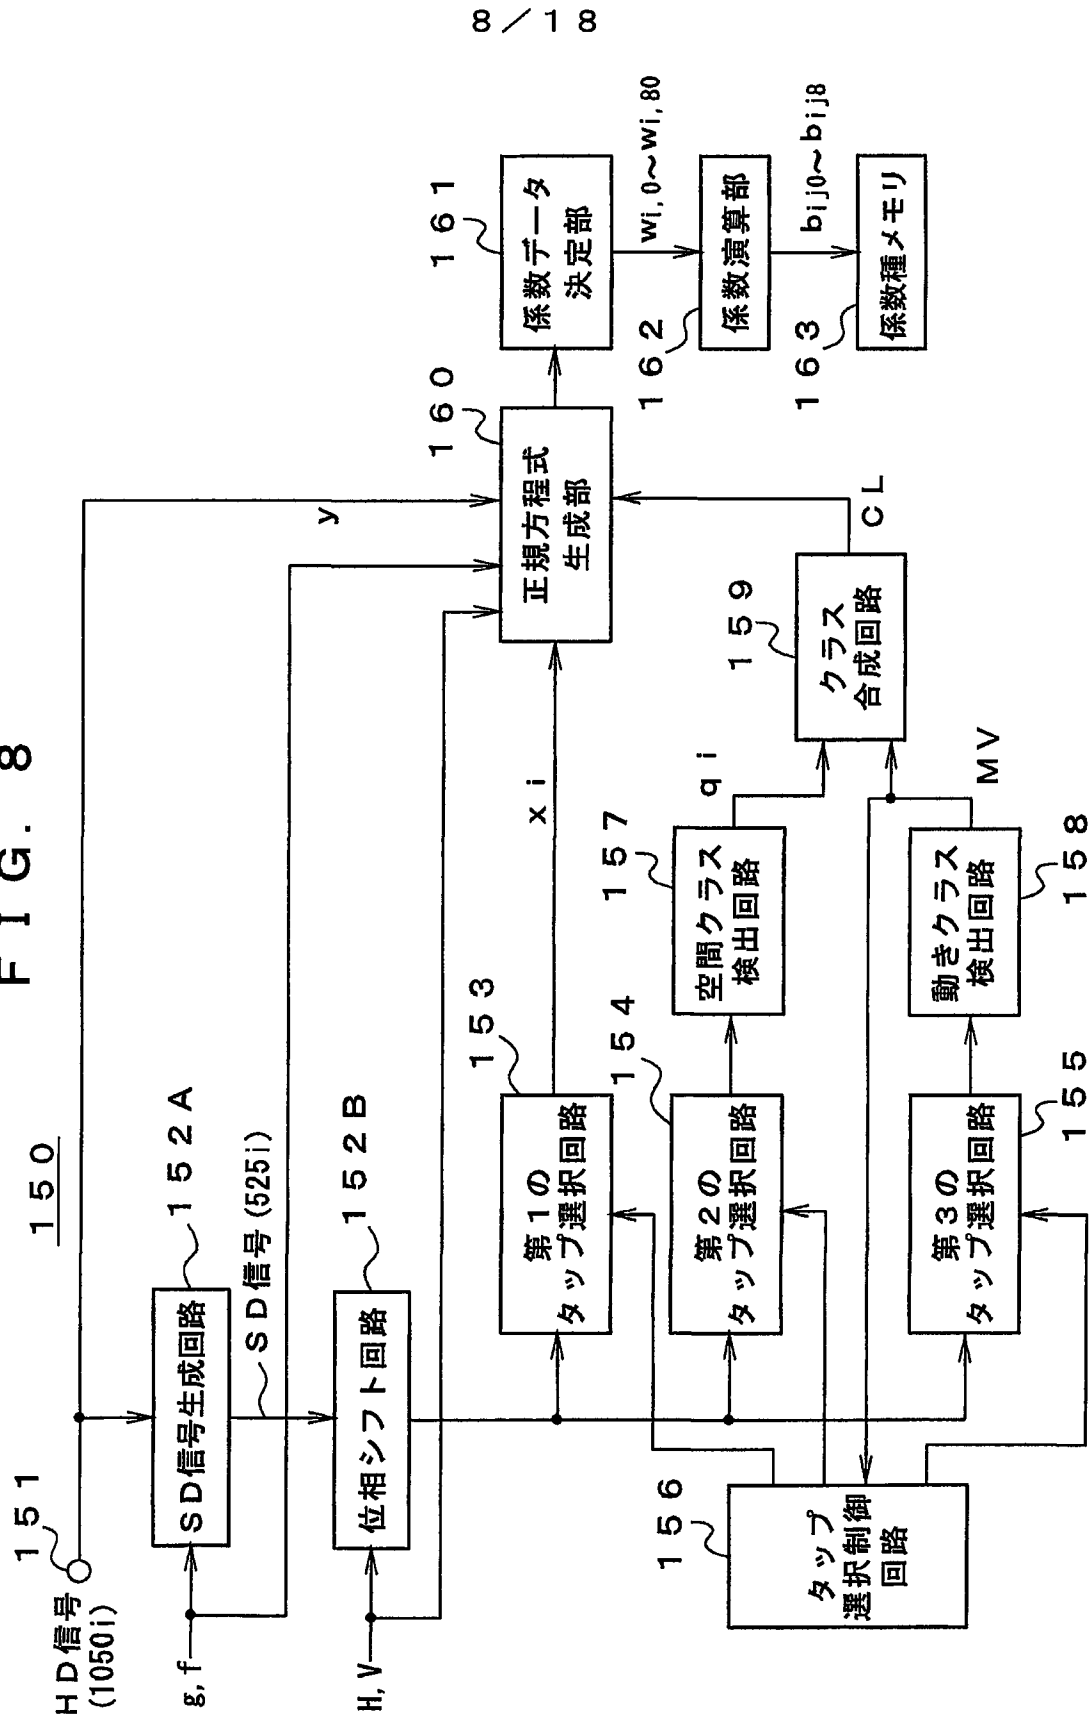 8/18
FIG. 8
150
151
HD信号
(1050i)
g,f
152A
SD信号生成回路
SD信号(525i)
H,V
152B
位相シフト回路
y
153
第1の
タップ選択回路
xi
154
第2の
タップ選択回路
155
第3の
タップ選択回路
156
タップ
選択制御
回路
157
空間クラス
検出回路
qi
158
動きクラス
検出回路
MV
159
クラス
合成回路
CL
160
正規方程式
生成部
161
係数データ
決定部
wi,0~wi,80
162
係数演算部
bij0~bij8
163
係数種メモリ